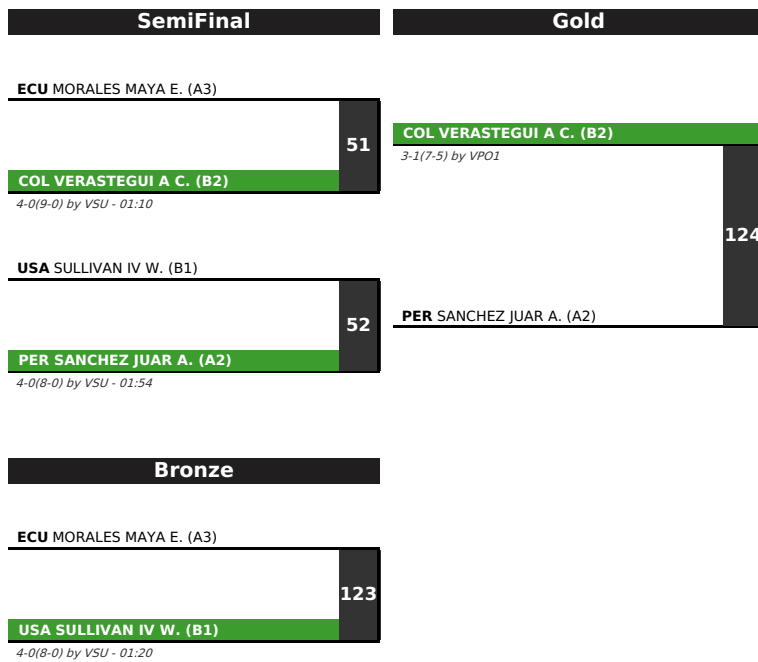 SemiFinal
ECU MORALES MAYA E. (A3)
51
COL VERASTEGUI A C. (B2)
4-0(9-0) by VSU - 01:10
USA SULLIVAN IV W. (B1)
52
PER SANCHEZ JUAR A. (A2)
4-0(8-0) by VSU - 01:54
Gold
COL VERASTEGUI A C. (B2)
3-1(7-5) by VPO1
124
PER SANCHEZ JUAR A. (A2)
Bronze
ECU MORALES MAYA E. (A3)
123
USA SULLIVAN IV W. (B1)
4-0(8-0) by VSU - 01:20